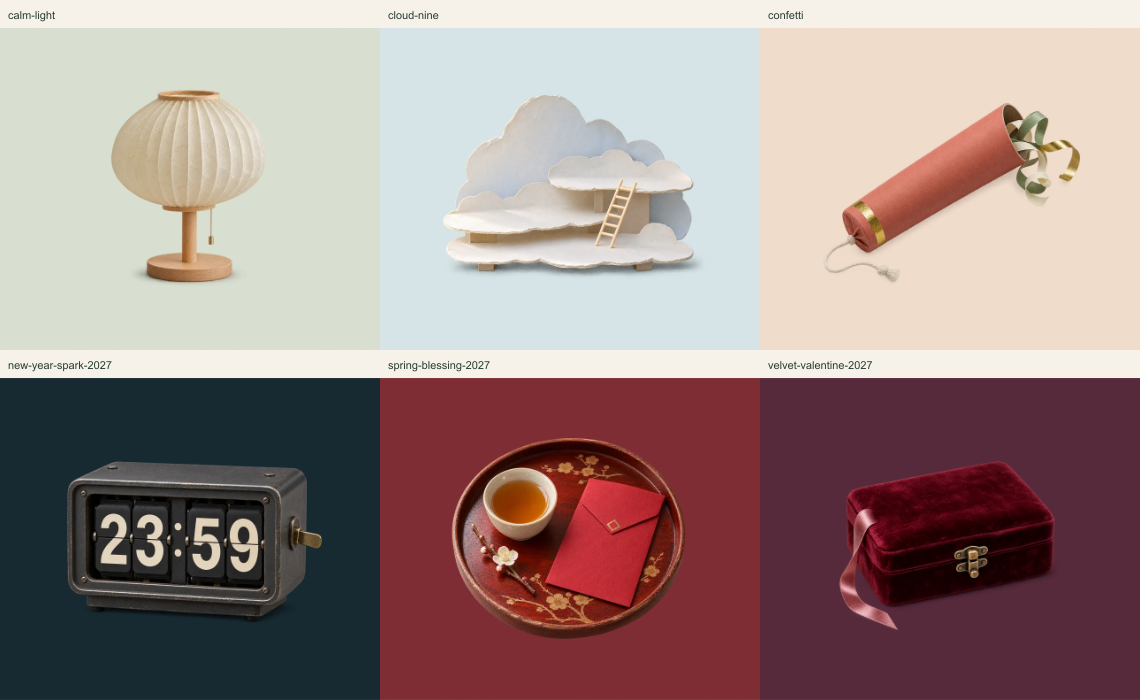 calm-light
cloud-nine
confetti
new-year-spark-2027
spring-blessing-2027
velvet-valentine-2027
23:59